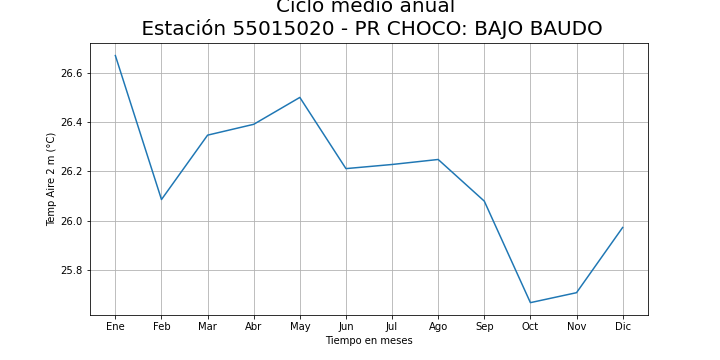 Ciclo medio anual
Estación 55015020 - PR CHOCO: BAJO BAUDO
26.6
26.4
26.2
26.0
25.8
Temp Aire 2 m (°C)
Ene Feb Mar Abr May Jun Jul Ago Sep Oct Nov Dic
Tiempo en meses